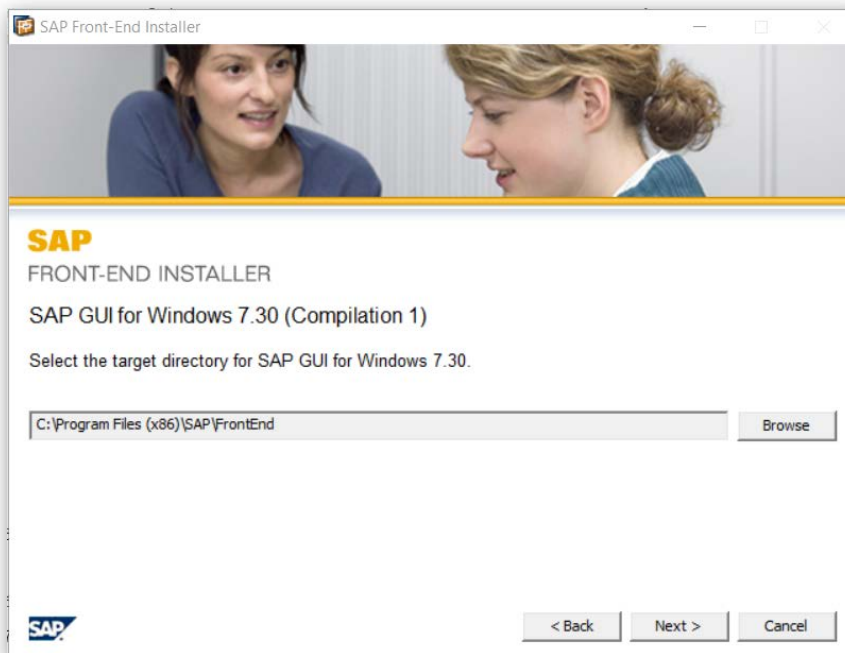 SAP Front-End Installer
SAP
FRONT-END INSTALLER
SAP GUI for Windows 7.30 (Compilation 1)
Select the target directory for SAP GUI for Windows 7.30.
C:\Program Files (x86)\SAP\FrontEnd Browse
SAP < Back Next > Cancel